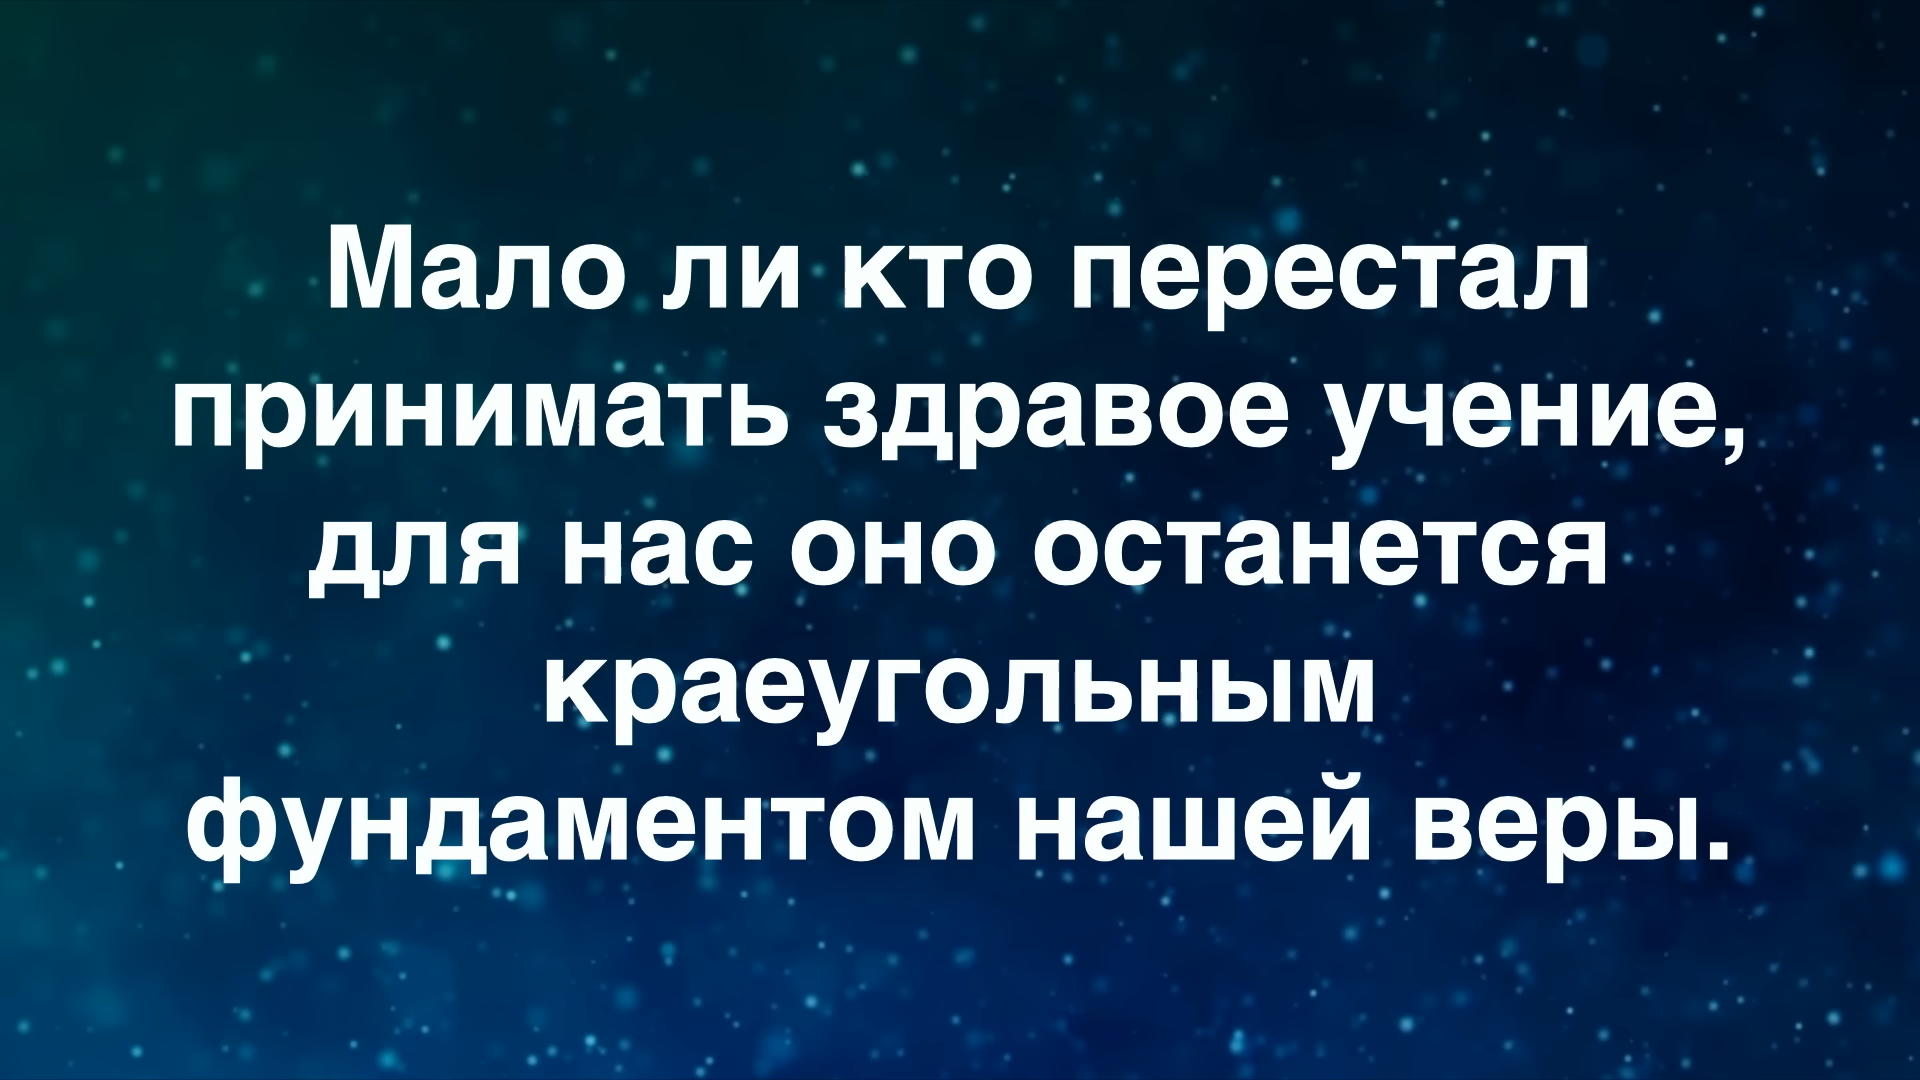 Мало ли кто перестал
принимать здравое учение,
для нас оно останется
краеугольным
фундаментом нашей веры.